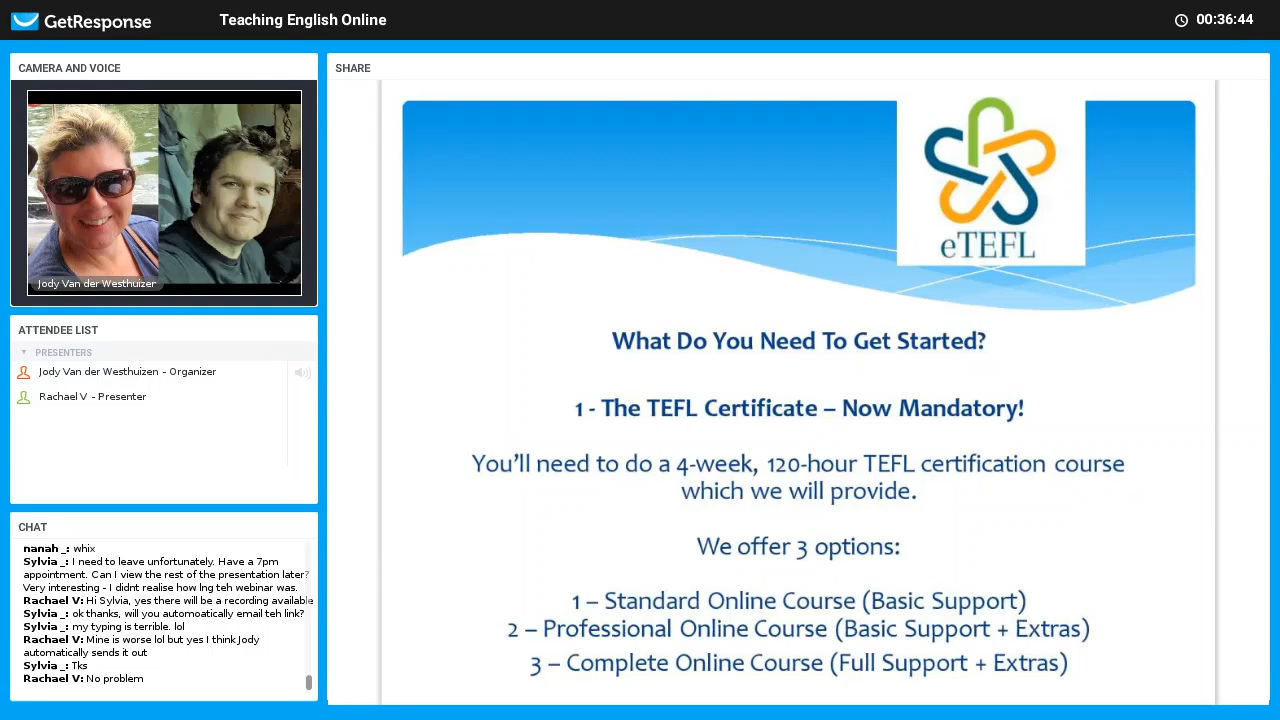 GetResponse
Teaching English Online
00:36:44
CAMERA AND VOICE
Jody Van der Westhuizer
ATTENDEE LIST
PRESENTERS
Jody Van der Westhuizen - Organizer
Rachael V - Presenter
CHAT
nanah _: whix
Sylvia _: I need to leave unfortunately. Have a 7pm
appointment. Can I view the rest of the presentation later?
Very interesting - I didnt realise how lng teh webinar was.
Rachael V: Hi Sylvia, yes there will be a recording available
Sylvia _: ok thanks, will you automoatically email teh link?
Sylvia _: my typing is terrible. lol
Rachael V: Mine is worse lol but yes I think Jody
automatically sends it out
Sylvia _: Tks
Rachael V: No problem
SHARE
eTEFL
What Do You Need To Get Started?
1 - The TEFL Certificate – Now Mandatory!
You'll need to do a 4-week, 120-hour TEFL certification course
which we will provide.
We offer 3 options:
1 – Standard Online Course (Basic Support)
2 – Professional Online Course (Basic Support + Extras)
3 – Complete Online Course (Full Support + Extras)